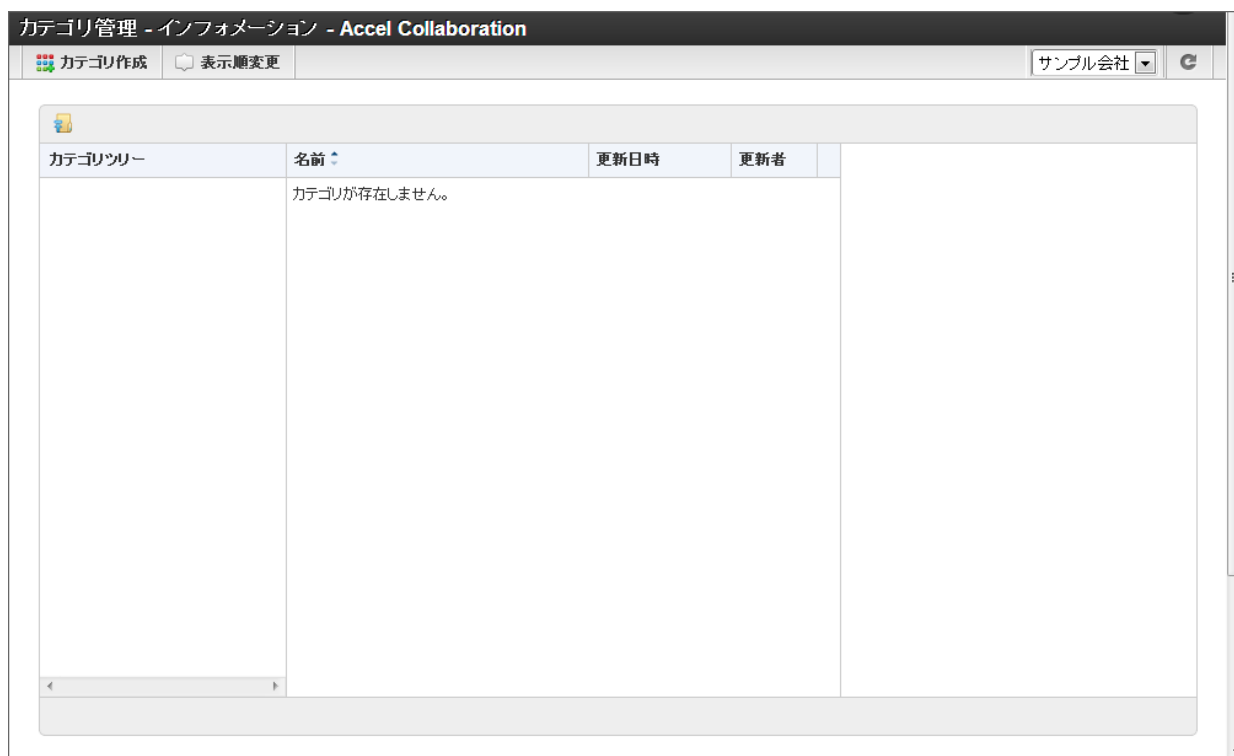 カテゴリ管理 - インフォメーション - Accel Collaboration
カテゴリ作成 表示順変更 サンプル会社
カテゴリツリー 名前 更新日時 更新者
カテゴリが存在しません。